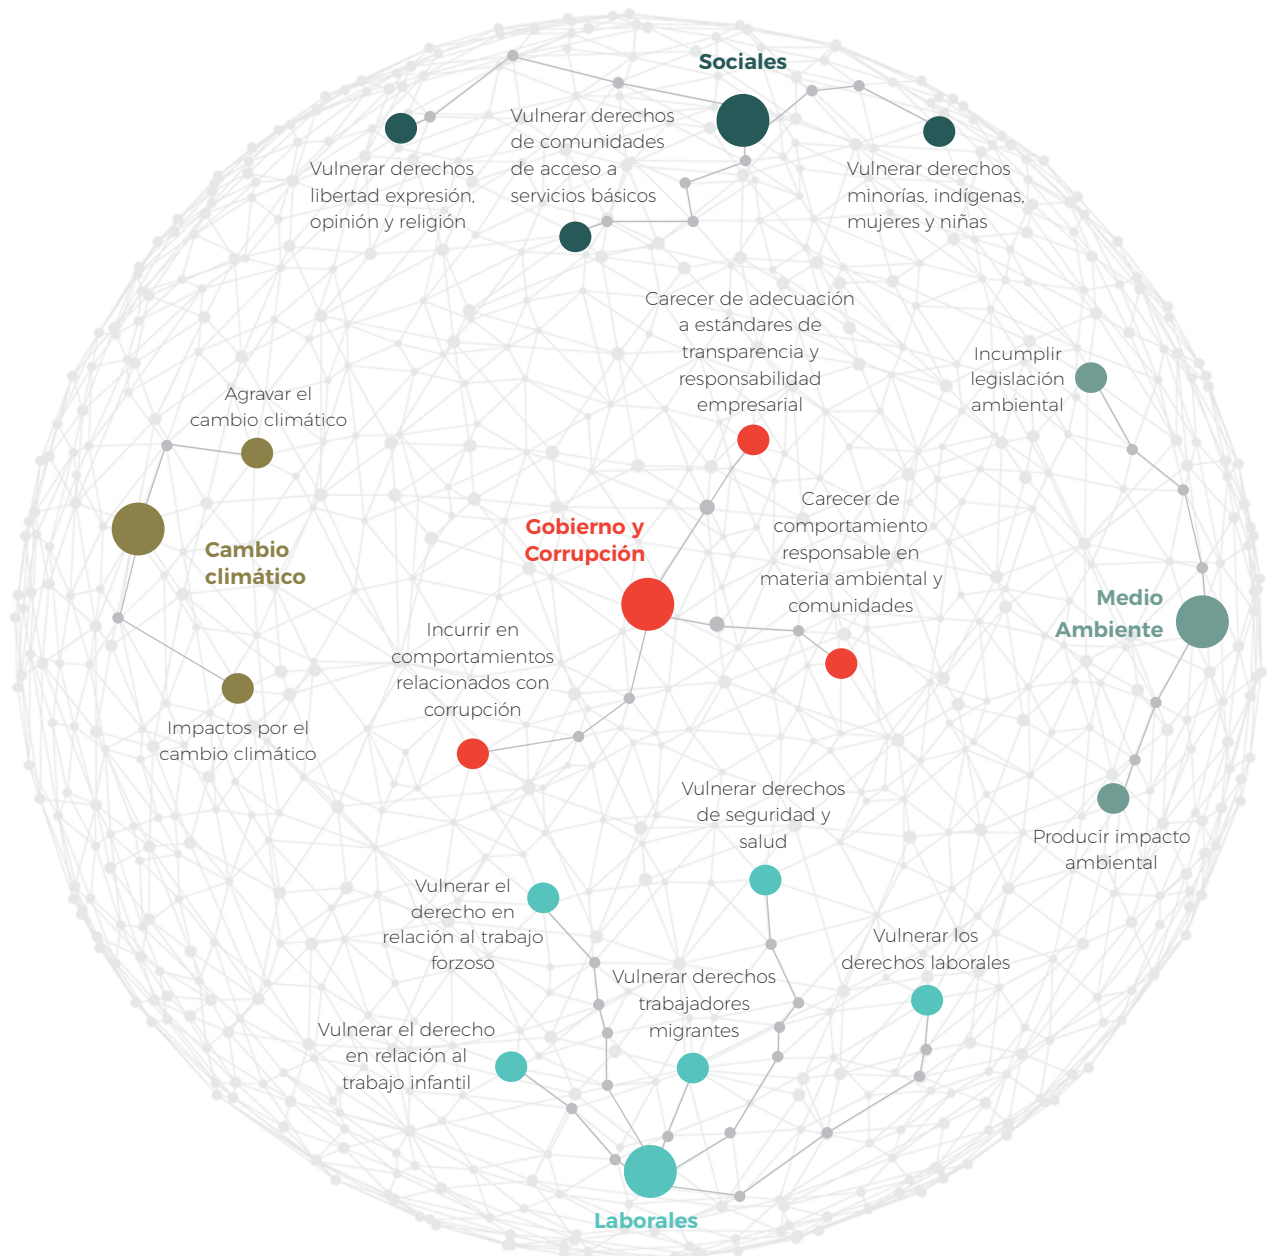 Sociales
Vulnerar derechos
libertad expresión,
opinión y religión
Vulnerar derechos
de comunidades
de acceso a
servicios básicos
Vulnerar derechos
minorías, indígenas,
mujeres y niñas
Carecer de adecuación
a estándares de
transparencia y
responsabilidad
empresarial
Incumplir
legislación
ambiental
Agravar el
cambio climático
Cambio
climático
Gobierno y
Corrupción
Carecer de
comportamiento
responsable en
materia ambiental y
comunidades
Medio
Ambiente
Incurrir en
comportamientos
relacionados con
corrupción
Impactos por el
cambio climático
Vulnerar derechos
de seguridad y
salud
Producir impacto
ambiental
Vulnerar el
derecho en
relación al trabajo
forzoso
Vulnerar los
derechos laborales
Vulnerar derechos
trabajadores
migrantes
Vulnerar el derecho
en relación al
trabajo infantil
Laborales